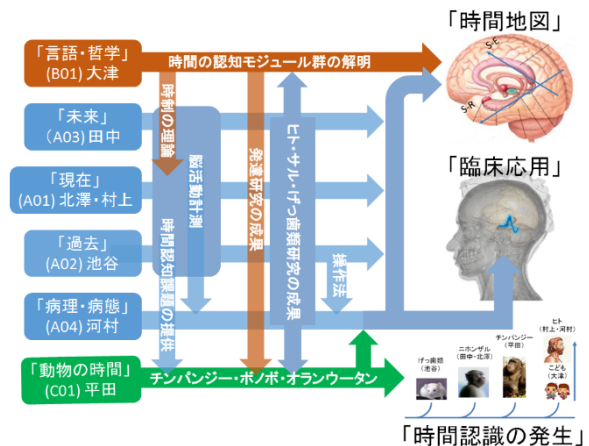 「言語・哲学」
(B01) 大津
「未来」
（A03) 田中
「現在」
(A01) 北澤・村上
「過去」
(A02) 池谷
「病理・病態」
(A04) 河村
「動物の時間」
(C01) 平田
時間の認知モジュール群の解明
時制の理論
脳活動計測
時間認知課題の提供
発達研究の成果
ヒト・サル・げっ歯類研究の成果
操作法
チンパンジー・ボノボ・オランウータン
「時間地図」
S-E
S-R
「臨床応用」
げっ歯類
(池谷)
ニホンザル
(田中・北澤)
チンパンジー
(平田)
ヒト
(村上・河村)
こども
(大津)
「時間認識の発生」